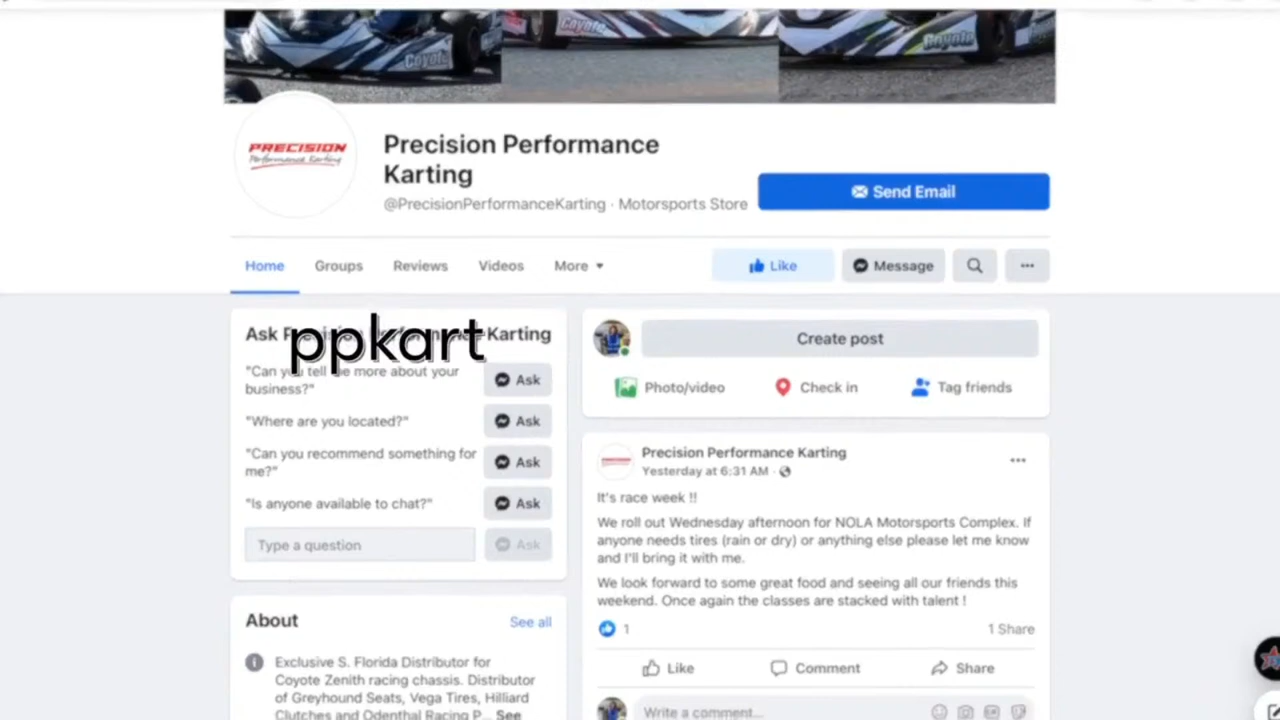 Coyote
Coyote
Coyote
PRECISION
Performance Karting
Precision Performance
Karting
@PrecisionPerformanceKarting · Motorsports Store
Send Email
Home
Groups
Reviews
Videos
More
Like
Message
Ask Karting
ppkart
"Can you tell me more about your
business?"
Ask
"Where are you located?"
Ask
"Can you recommend something for
me?"
Ask
"Is anyone available to chat?"
Ask
Type a question
Ask
About
See all
Exclusive S. Florida Distributor for
Coyote Zenith racing chassis. Distributor
of Greyhound Seats, Vega Tires, Hilliard
Clutches and Odenthal Racing P... See
Create post
Photo/video
Check in
Tag friends
Precision Performance Karting
Yesterday at 6:31 AM ·
It's race week !!
We roll out Wednesday afternoon for NOLA Motorsports Complex. If
anyone needs tires (rain or dry) or anything else please let me know
and I'll bring it with me.
We look forward to some great food and seeing all our friends this
weekend. Once again the classes are stacked with talent !
1
1 Share
Like
Comment
Share
Write a comment...